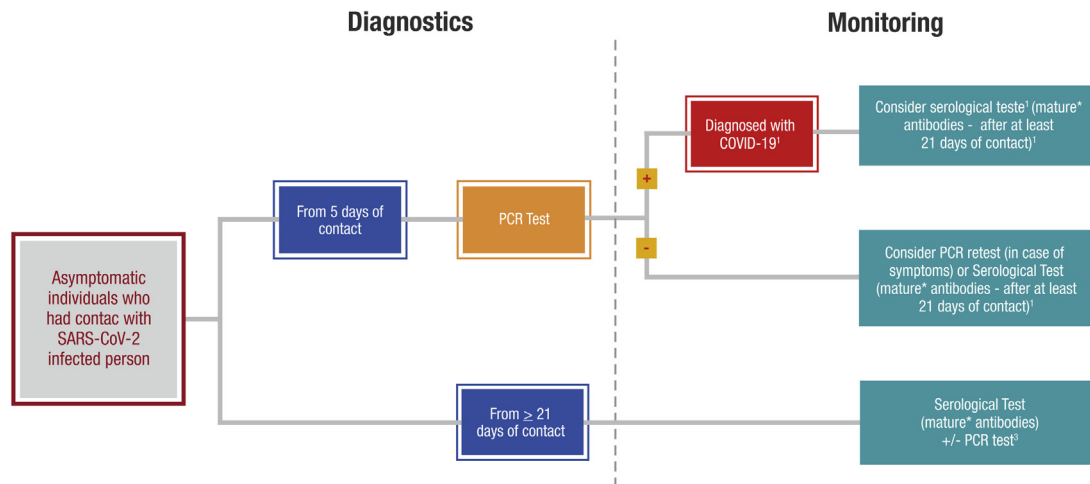 Diagnostics
Monitoring
Asymptomatic
individuals who
had contac with
SARS-CoV-2
infected person
From 5 days of
contact
PCR Test
+
-
Diagnosed with
COVID-19¹
Consider serological teste¹ (mature*
antibodies - after at least
21 days of contact)¹
Consider PCR retest (in case of
symptoms) or Serological Test
(mature* antibodies - after at least
21 days of contact)¹
From ≥ 21
days of contact
Serological Test
(mature* antibodies)
+/- PCR test³